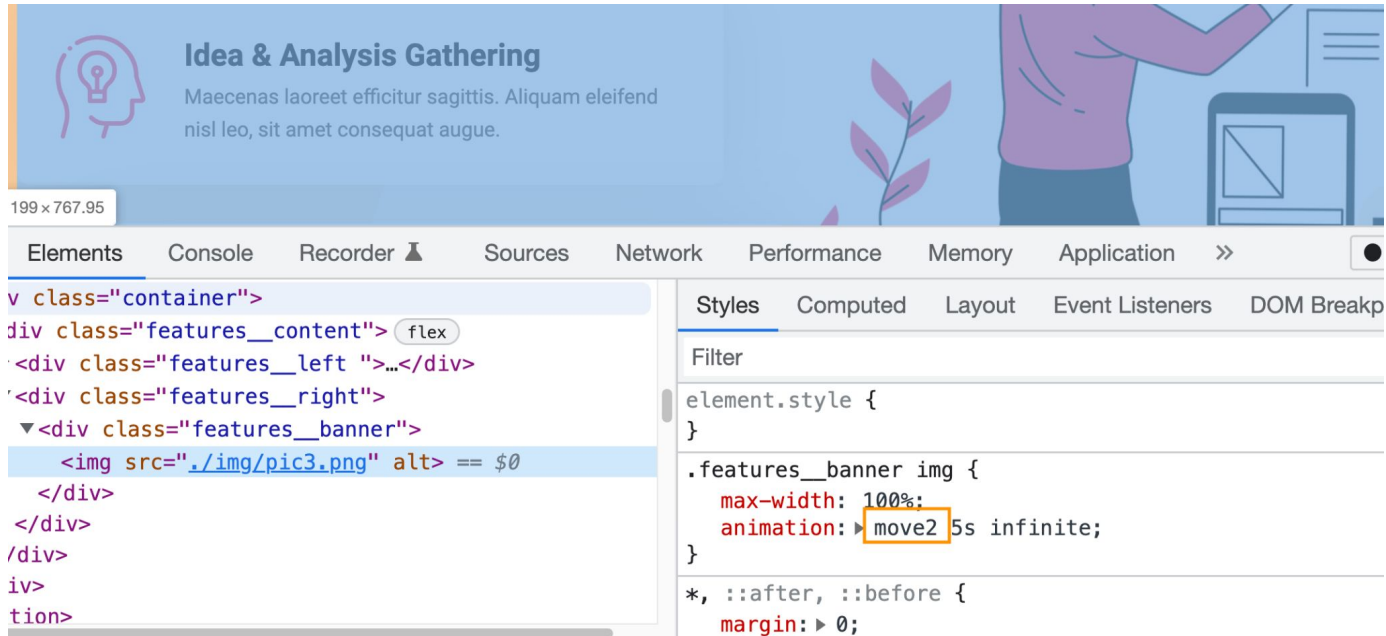 Idea & Analysis Gathering
Maecenas laoreet efficitur sagittis. Aliquam eleifend
nisl leo, sit amet consequat augue.
199 × 767.95
Elements Console Recorder Sources Network Performance Memory Application »
v class="container">
div class="features__content"> flex
<div class="features__left ">…</div>
<div class="features__right">
▼<div class="features__banner">
<img src="./img/pic3.png" alt> == $0
</div>
</div>
/div>
iv>
tion>
Styles Computed Layout Event Listeners DOM Breakp
Filter
element.style {
}
.features__banner img {
max-width: 100%;
animation: ▶ move2 5s infinite;
}
*, ::after, ::before {
margin: ▶ 0;